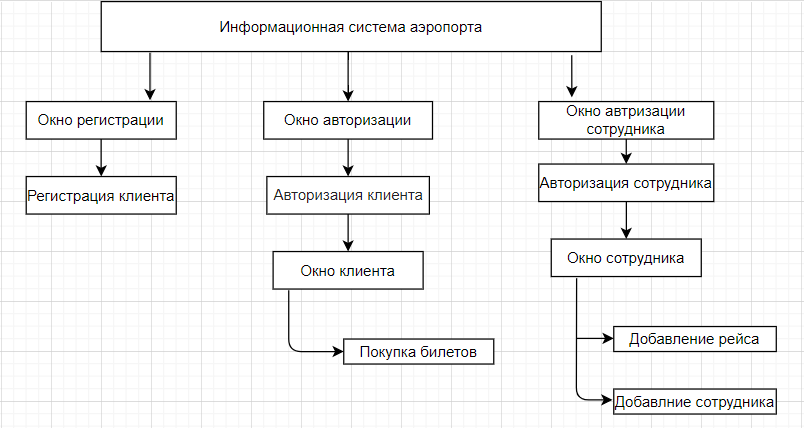 Информационная система аэропорта
Окно регистрации
Окно авторизации
Окно автризации
сотрудника
Регистрация клиента
Авторизация клиента
Авторизация сотрудника
Окно клиента
Окно сотрудника
Покупка билетов
Добавление рейса
Добавлние сотрудника